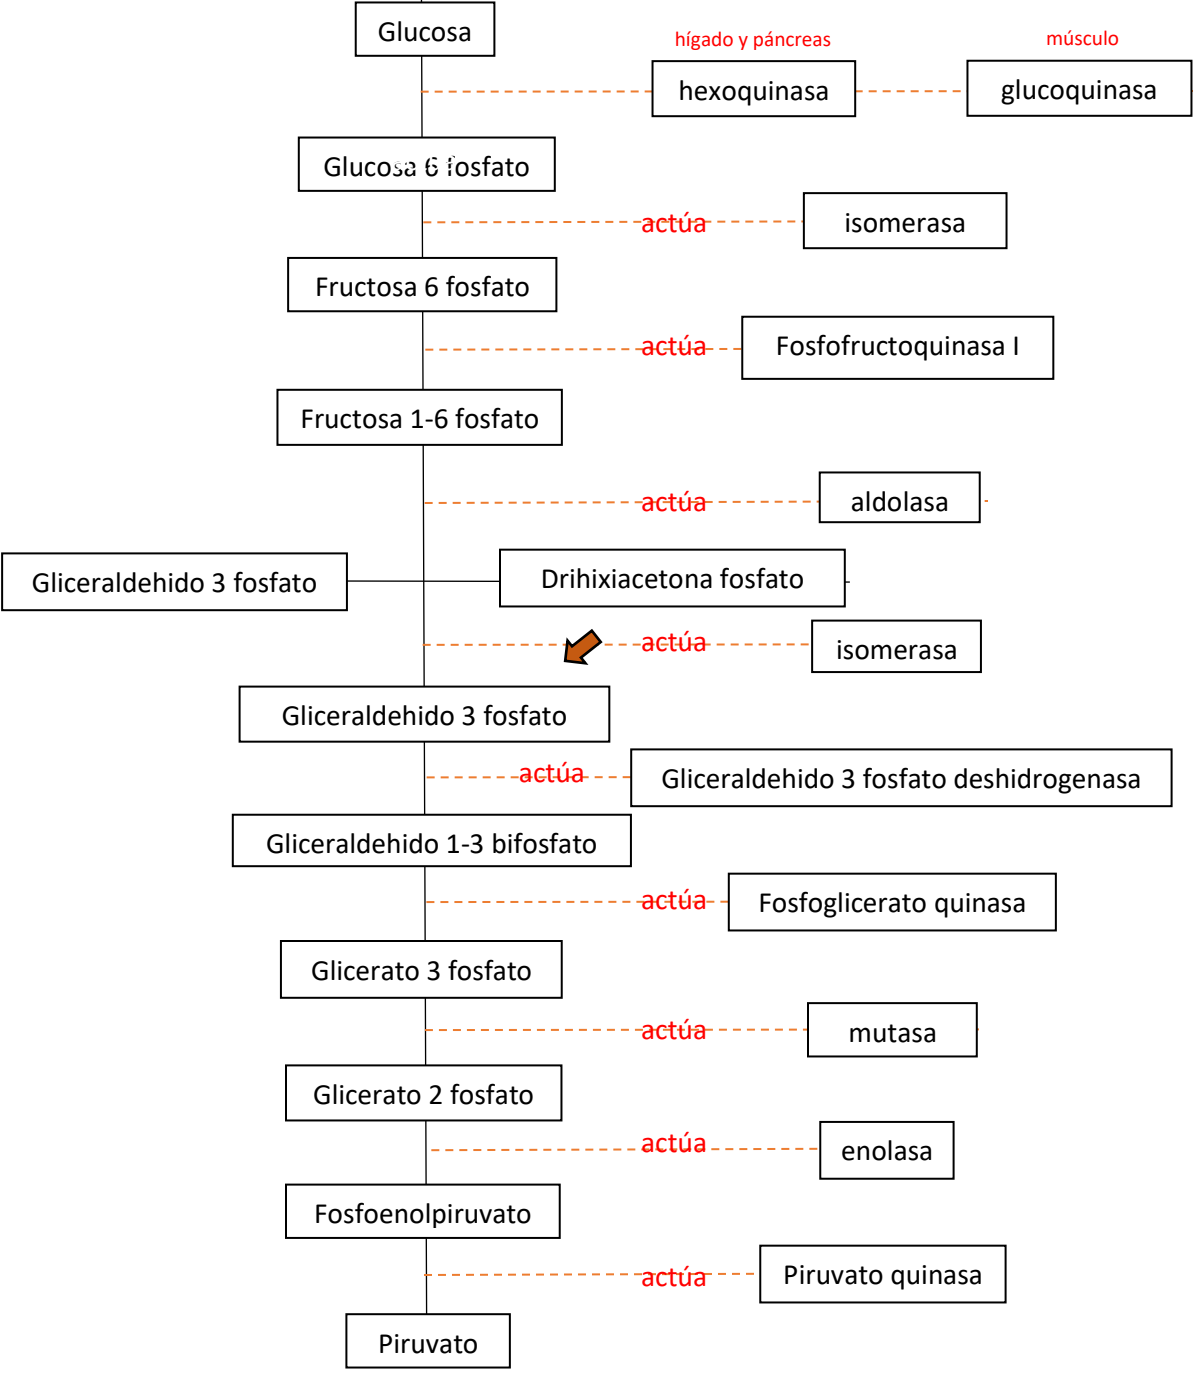 Glucosa
hígado y páncreas
músculo
hexoquinasa
glucoquinasa
Glucosa 6 fosfato
actúa
isomerasa
Fructosa 6 fosfato
actúa
Fosfofructoquinasa I
Fructosa 1-6 fosfato
actúa
aldolasa
Gliceraldehido 3 fosfato
Drihixiacetona fosfato
actúa
isomerasa
Gliceraldehido 3 fosfato
actúa
Gliceraldehido 3 fosfato deshidrogenasa
Gliceraldehido 1-3 bifosfato
actúa
Fosfoglicerato quinasa
Glicerato 3 fosfato
actúa
mutasa
Glicerato 2 fosfato
actúa
enolasa
Fosfoenolpiruvato
actúa
Piruvato quinasa
Piruvato